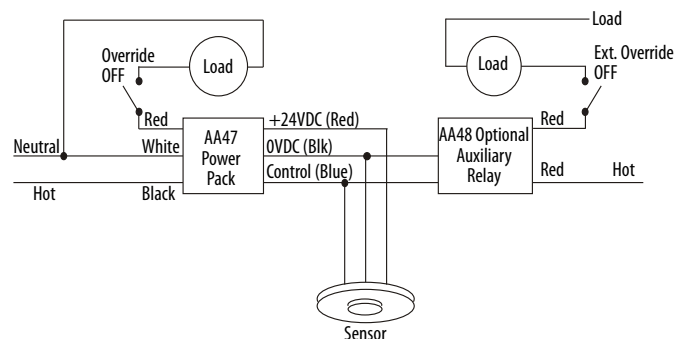 Override
OFF
Load
Red
AA47
Power
Pack
+24VDC (Red)
Neutral
White
0VDC (Blk)
Control (Blue)
Hot
Black
Load
Load
Ext. Override
OFF
AA48 Optional
Auxiliary
Relay
Red
Red
Hot
Sensor